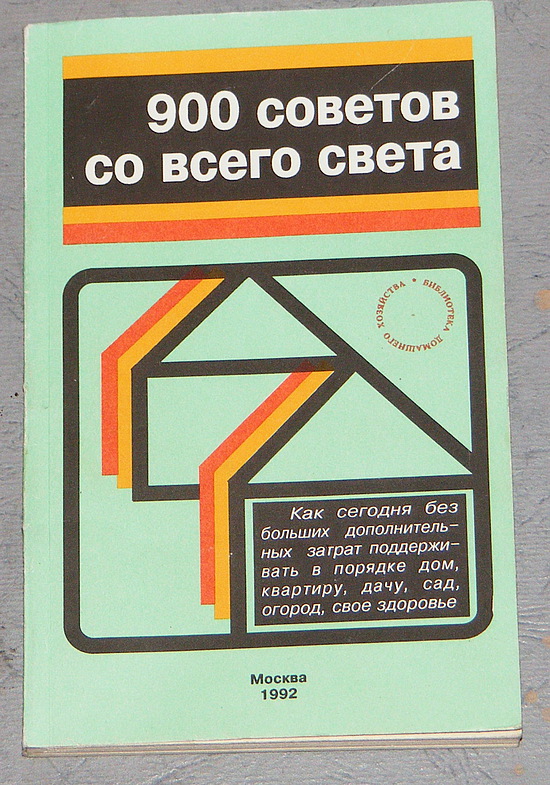 900 советов
со всего света
* БИБЛИОТЕКА ДОМАШНЕГО ХОЗЯЙСТВА
Как сегодня без
больших дополнитель-
ных затрат поддержи-
вать в порядке дом,
квартиру, дачу, сад,
огород, свое здоровье
Москва
1992